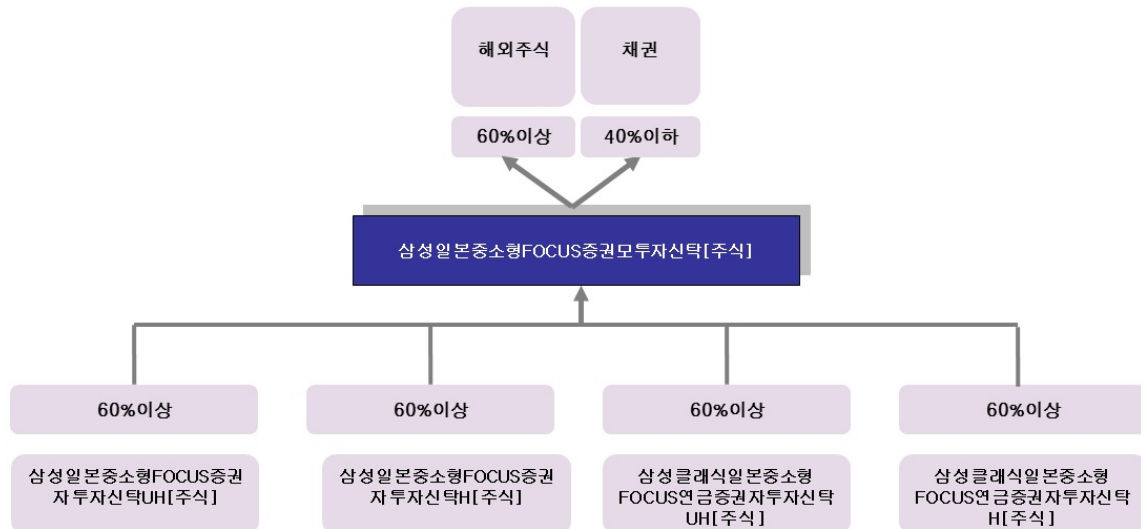 해외주식
채권
60%이상
40%이하
삼성일본중소형FOCUS증권모투자신탁[주식]
60%이상
60%이상
60%이상
60%이상
삼성일본중소형FOCUS증권
자투자신탁UH[주식]
삼성일본중소형FOCUS증권
자투자신탁H[주식]
삼성클래식일본중소형
FOCUS연금증권자투자신탁
UH[주식]
삼성클래식일본중소형
FOCUS연금증권자투자신탁
H[주식]